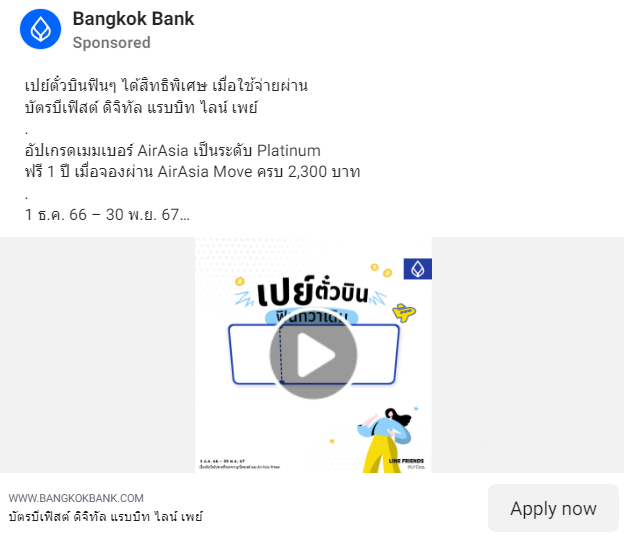 Bangkok Bank
Sponsored
เปย์ตั๋วบินฟินๆ ได้สิทธิพิเศษ เมื่อใช้จ่ายผ่าน
บัตรบีเฟิสต์ ดิจิทัล แรบบิท ไลน์ เพย์
.
อัปเกรดเมมเบอร์ AirAsia เป็นระดับ Platinum
ฟรี 1 ปี เมื่อจองผ่าน AirAsia Move ครบ 2,300 บาท
.
1 ธ.ค. 66 – 30 พ.ย. 67...
เปย์ตั๋วบิน
ฟินกว่าเดิม
1 ธ.ค. 66 – 30 พ.ย. 67
LINE FRIENDS
WWW.BANGKOKBANK.COM
บัตรบีเฟิสต์ ดิจิทัล แรบบิท ไลน์ เพย์
Apply now